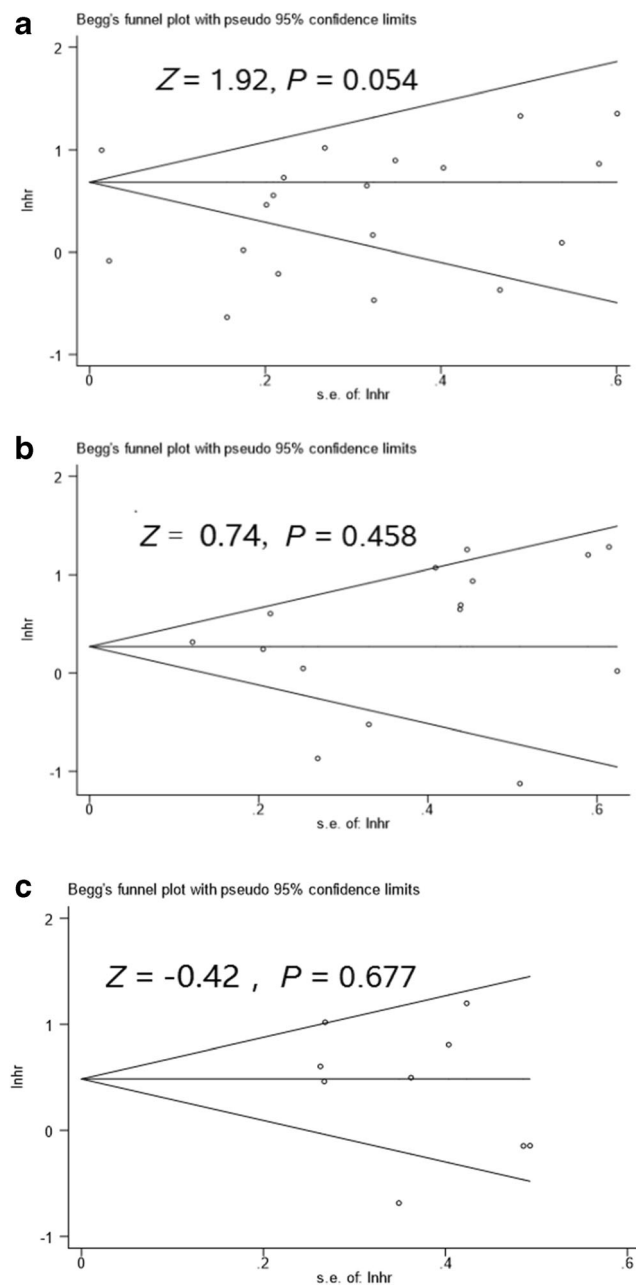 a
Begg's funnel plot with pseudo 95% confidence limits
Z = 1.92, P = 0.054
2
1
0
-1
lnhr
0 .2 .4 .6
s.e. of: lnhr
b
Begg's funnel plot with pseudo 95% confidence limits
Z = 0.74, P = 0.458
2
1
0
-1
lnhr
0 .2 .4 .6
s.e. of: lnhr
c
Begg's funnel plot with pseudo 95% confidence limits
Z = -0.42 , P = 0.677
2
1
0
-1
lnhr
0 .2 .4 .6
s.e. of: lnhr